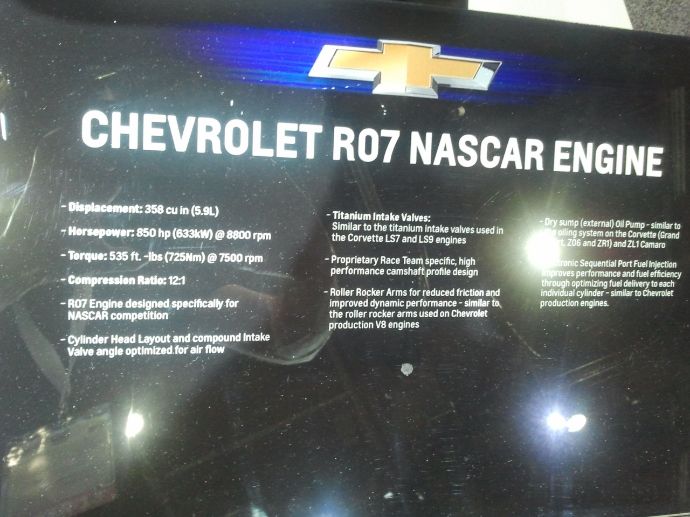 CHEVROLET R07 NASCAR ENGINE
- Displacement: 358 cu in (5.9L)
- Horsepower: 850 hp (633kW) @ 8800 rpm
- Torque: 535 ft. -lbs (725Nm) @ 7500 rpm
- Compression Ratio: 12:1
- R07 Engine designed specifically for
NASCAR competition
- Cylinder Head Layout and compound Intake
Valve angle optimized for air flow
- Titanium Intake Valves:
Similar to the titanium intake valves used in
the Corvette LS7 and LS9 engines
- Proprietary Race Team specific, high
performance camshaft profile design
- Roller Rocker Arms for reduced friction and
improved dynamic performance - similar to
the roller rocker arms used on Chevrolet
production V8 engines
- Dry sump (external) Oil Pump - similar to
oiling system on the Corvette (Grand
Z06 and ZR1) and ZL1 Camaro
Sequential Port Fuel Injection
improves performance and fuel efficiency
through optimizing fuel delivery to each
individual cylinder - similar to Chevrolet
production engines.